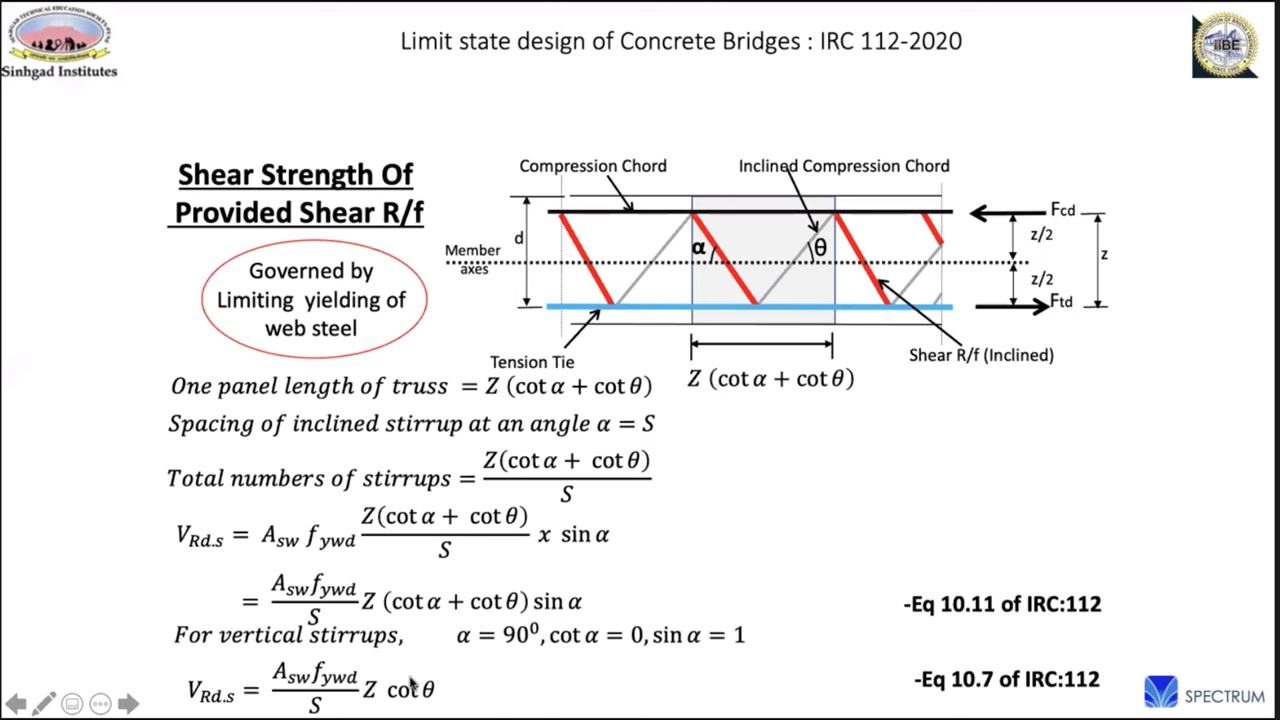 Sinhgad Institutes
Limit state design of Concrete Bridges : IRC 112-2020
IIBE
Shear Strength Of
Provided Shear R/f
Governed by
Limiting yielding of
web steel
Compression Chord
Inclined Compression Chord
d
Member
axes
α
θ
Fcd
z/2
z
z/2
Ftd
Tension Tie
Shear R/f (Inclined)
Z (cot α + cot θ)
One panel length of truss = Z (cot α + cot θ)
Spacing of inclined stirrup at an angle α = S
Total numbers of stirrups = Z(cot α + cot θ) / S
V_Rd.s = A_sw f_ywd Z(cot α + cot θ) / S x sin α
= A_sw f_ywd / S Z (cot α + cot θ) sin α
-Eq 10.11 of IRC:112
For vertical stirrups, α = 90⁰, cot α = 0, sin α = 1
V_Rd.s = A_sw f_ywd / S Z cot θ
-Eq 10.7 of IRC:112
SPECTRUM